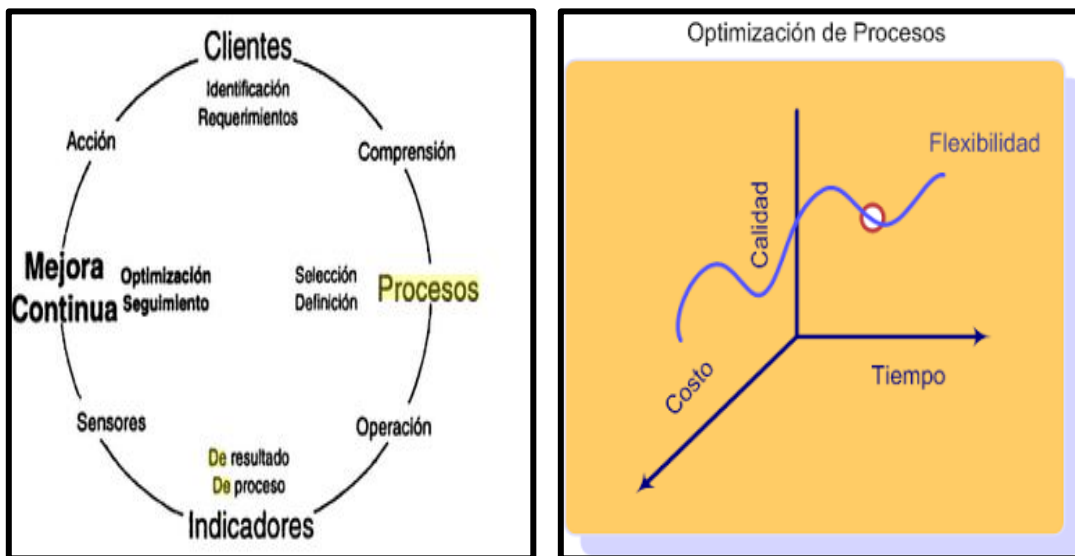 Clientes
Identificación
Requerimientos
Acción
Comprensión
Mejora
Continua
Optimización
Seguimiento
Selección
Definición
Procesos
Sensores
Operación
De resultado
De proceso
Indicadores
Optimización de Procesos
Flexibilidad
Calidad
Costo
Tiempo